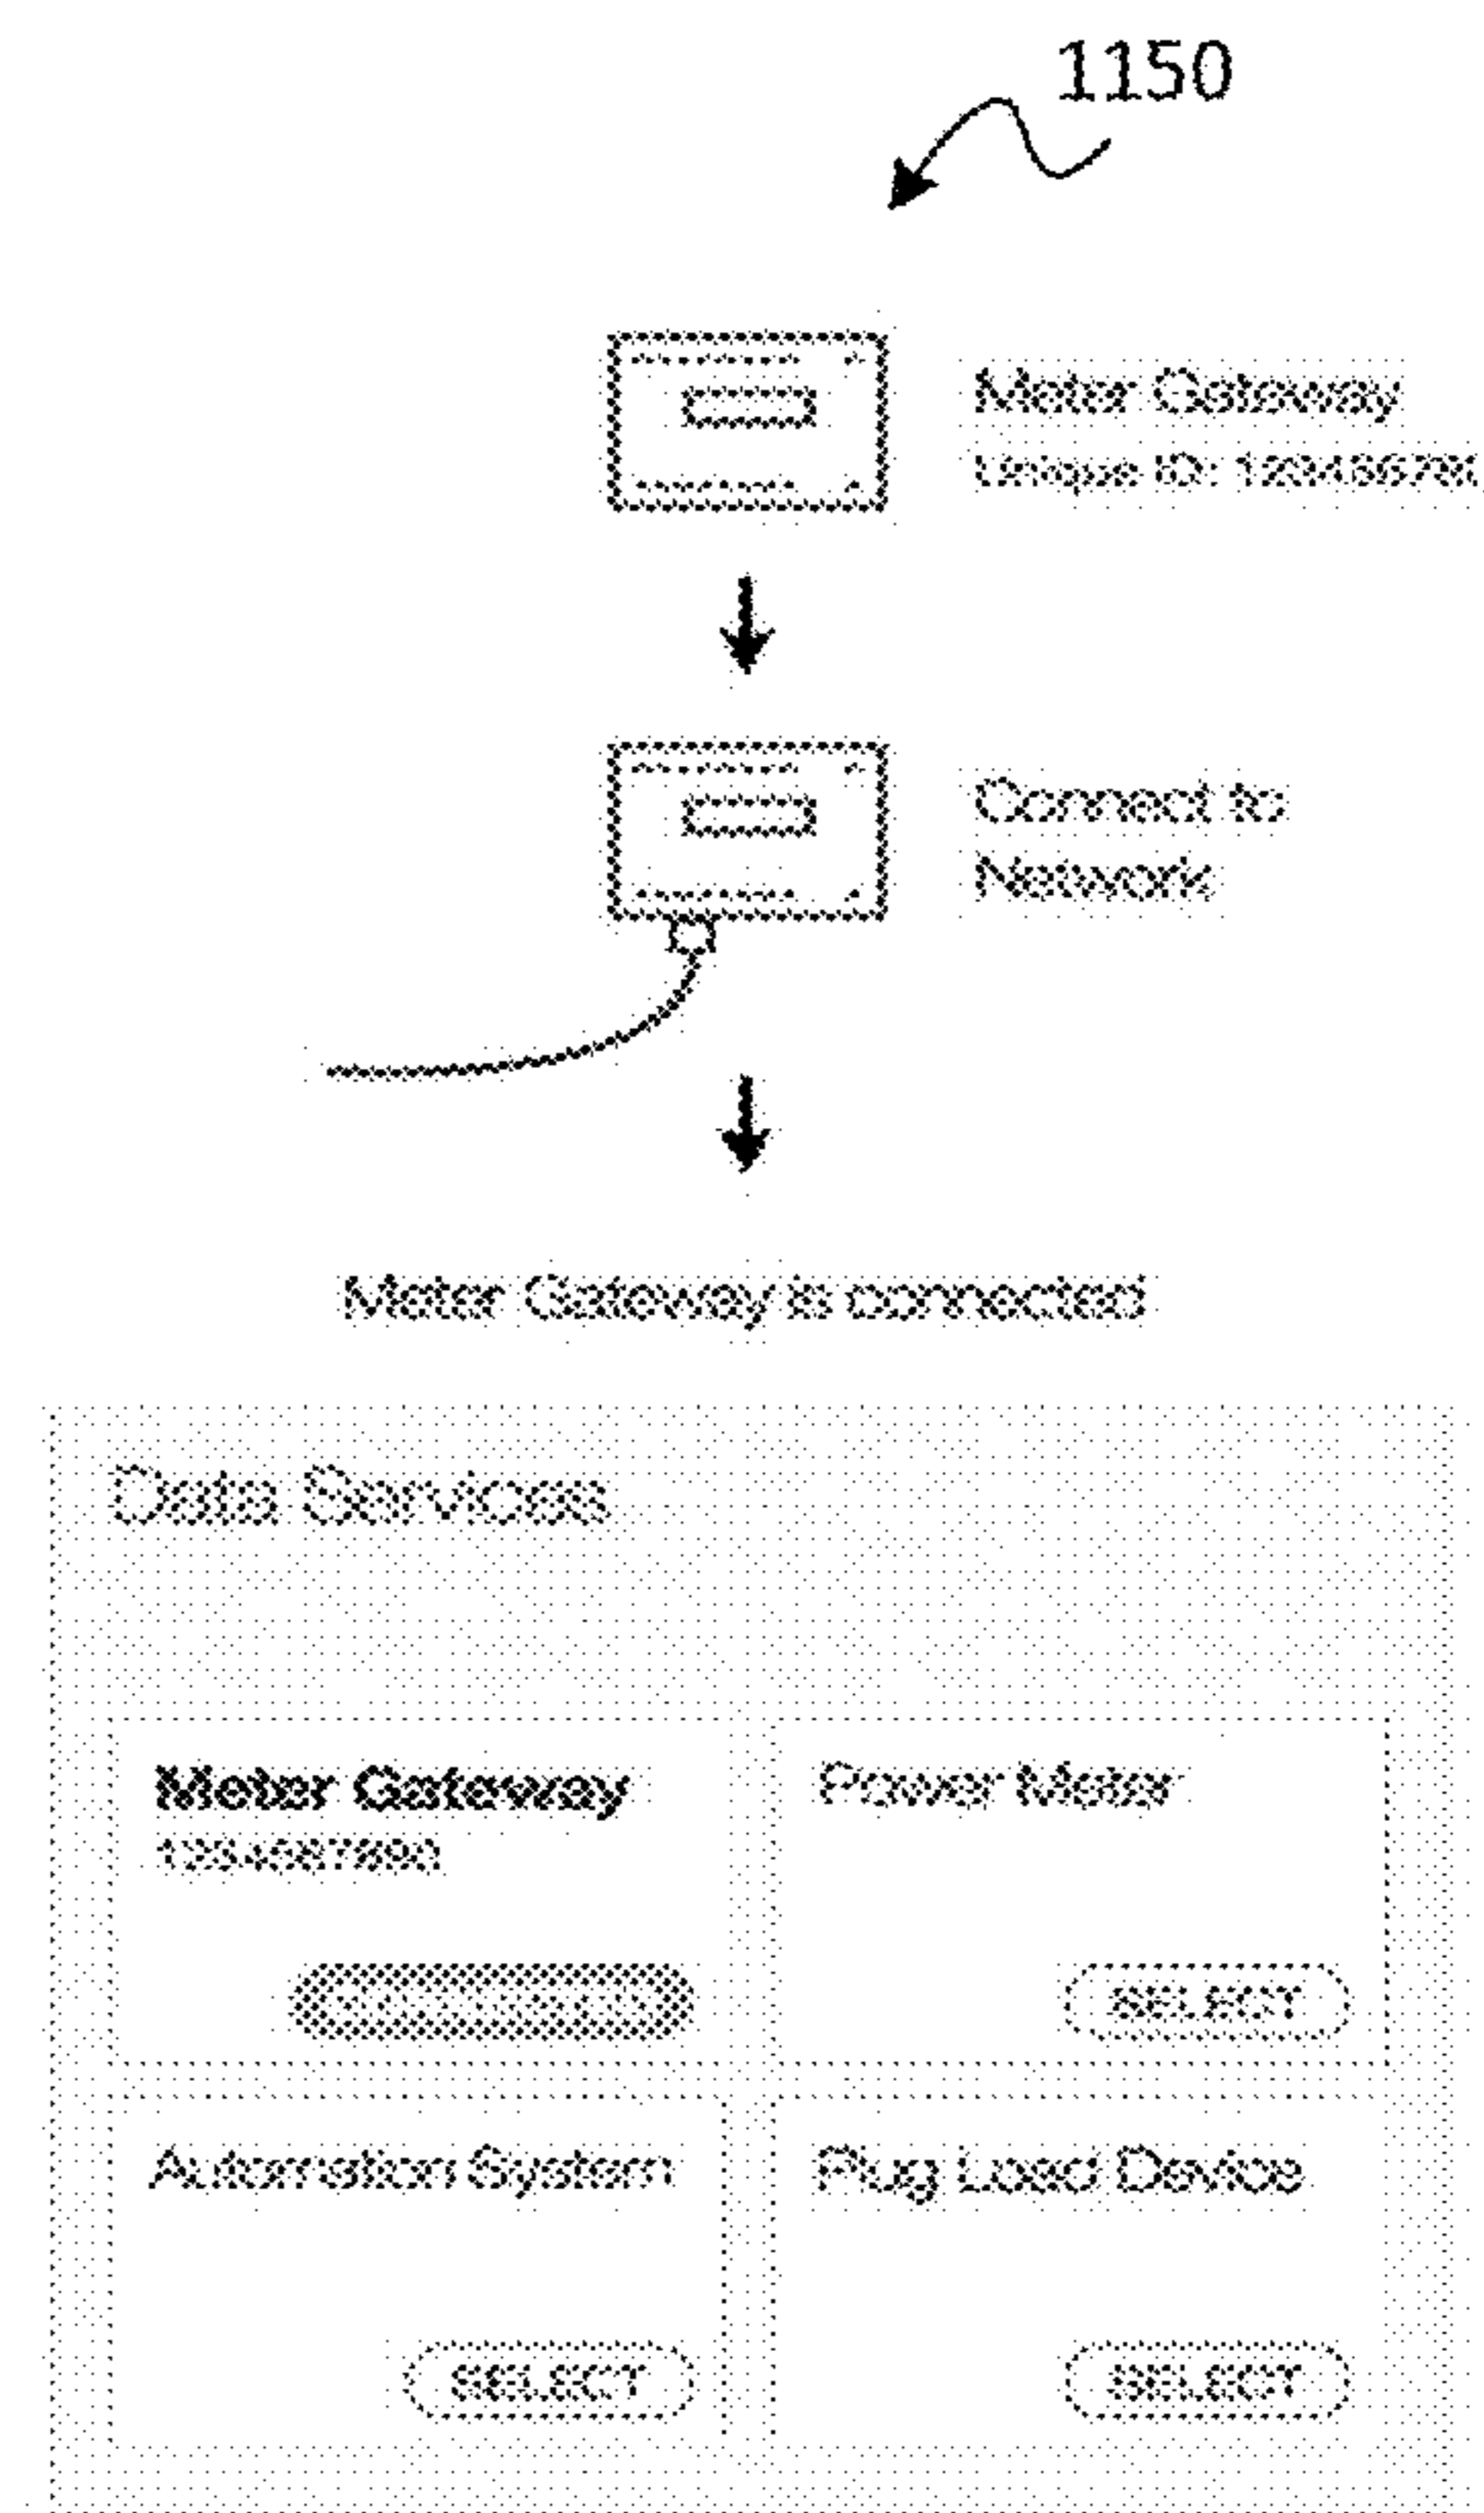 1150
Meter Gateway
Unique ID: 12345678
Connect to
Network
Meter Gateway is connected
Data Services
Meter Gateway
1234567890
Power Meter
SELECT
Automation System
Plug Load Device
SELECT
SELECT